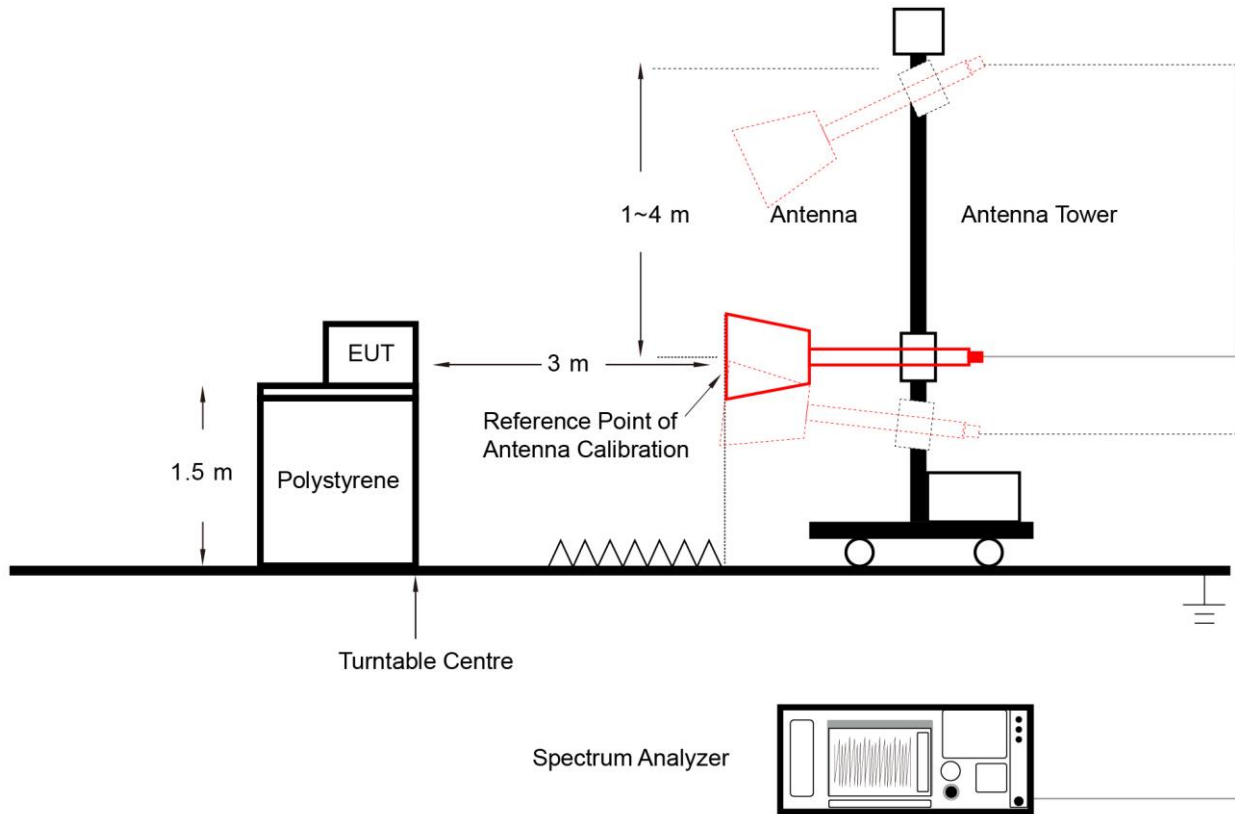 1~4 m
Antenna
Antenna Tower
EUT
3 m
Reference Point of
Antenna Calibration
1.5 m
Polystyrene
Turntable Centre
Spectrum Analyzer